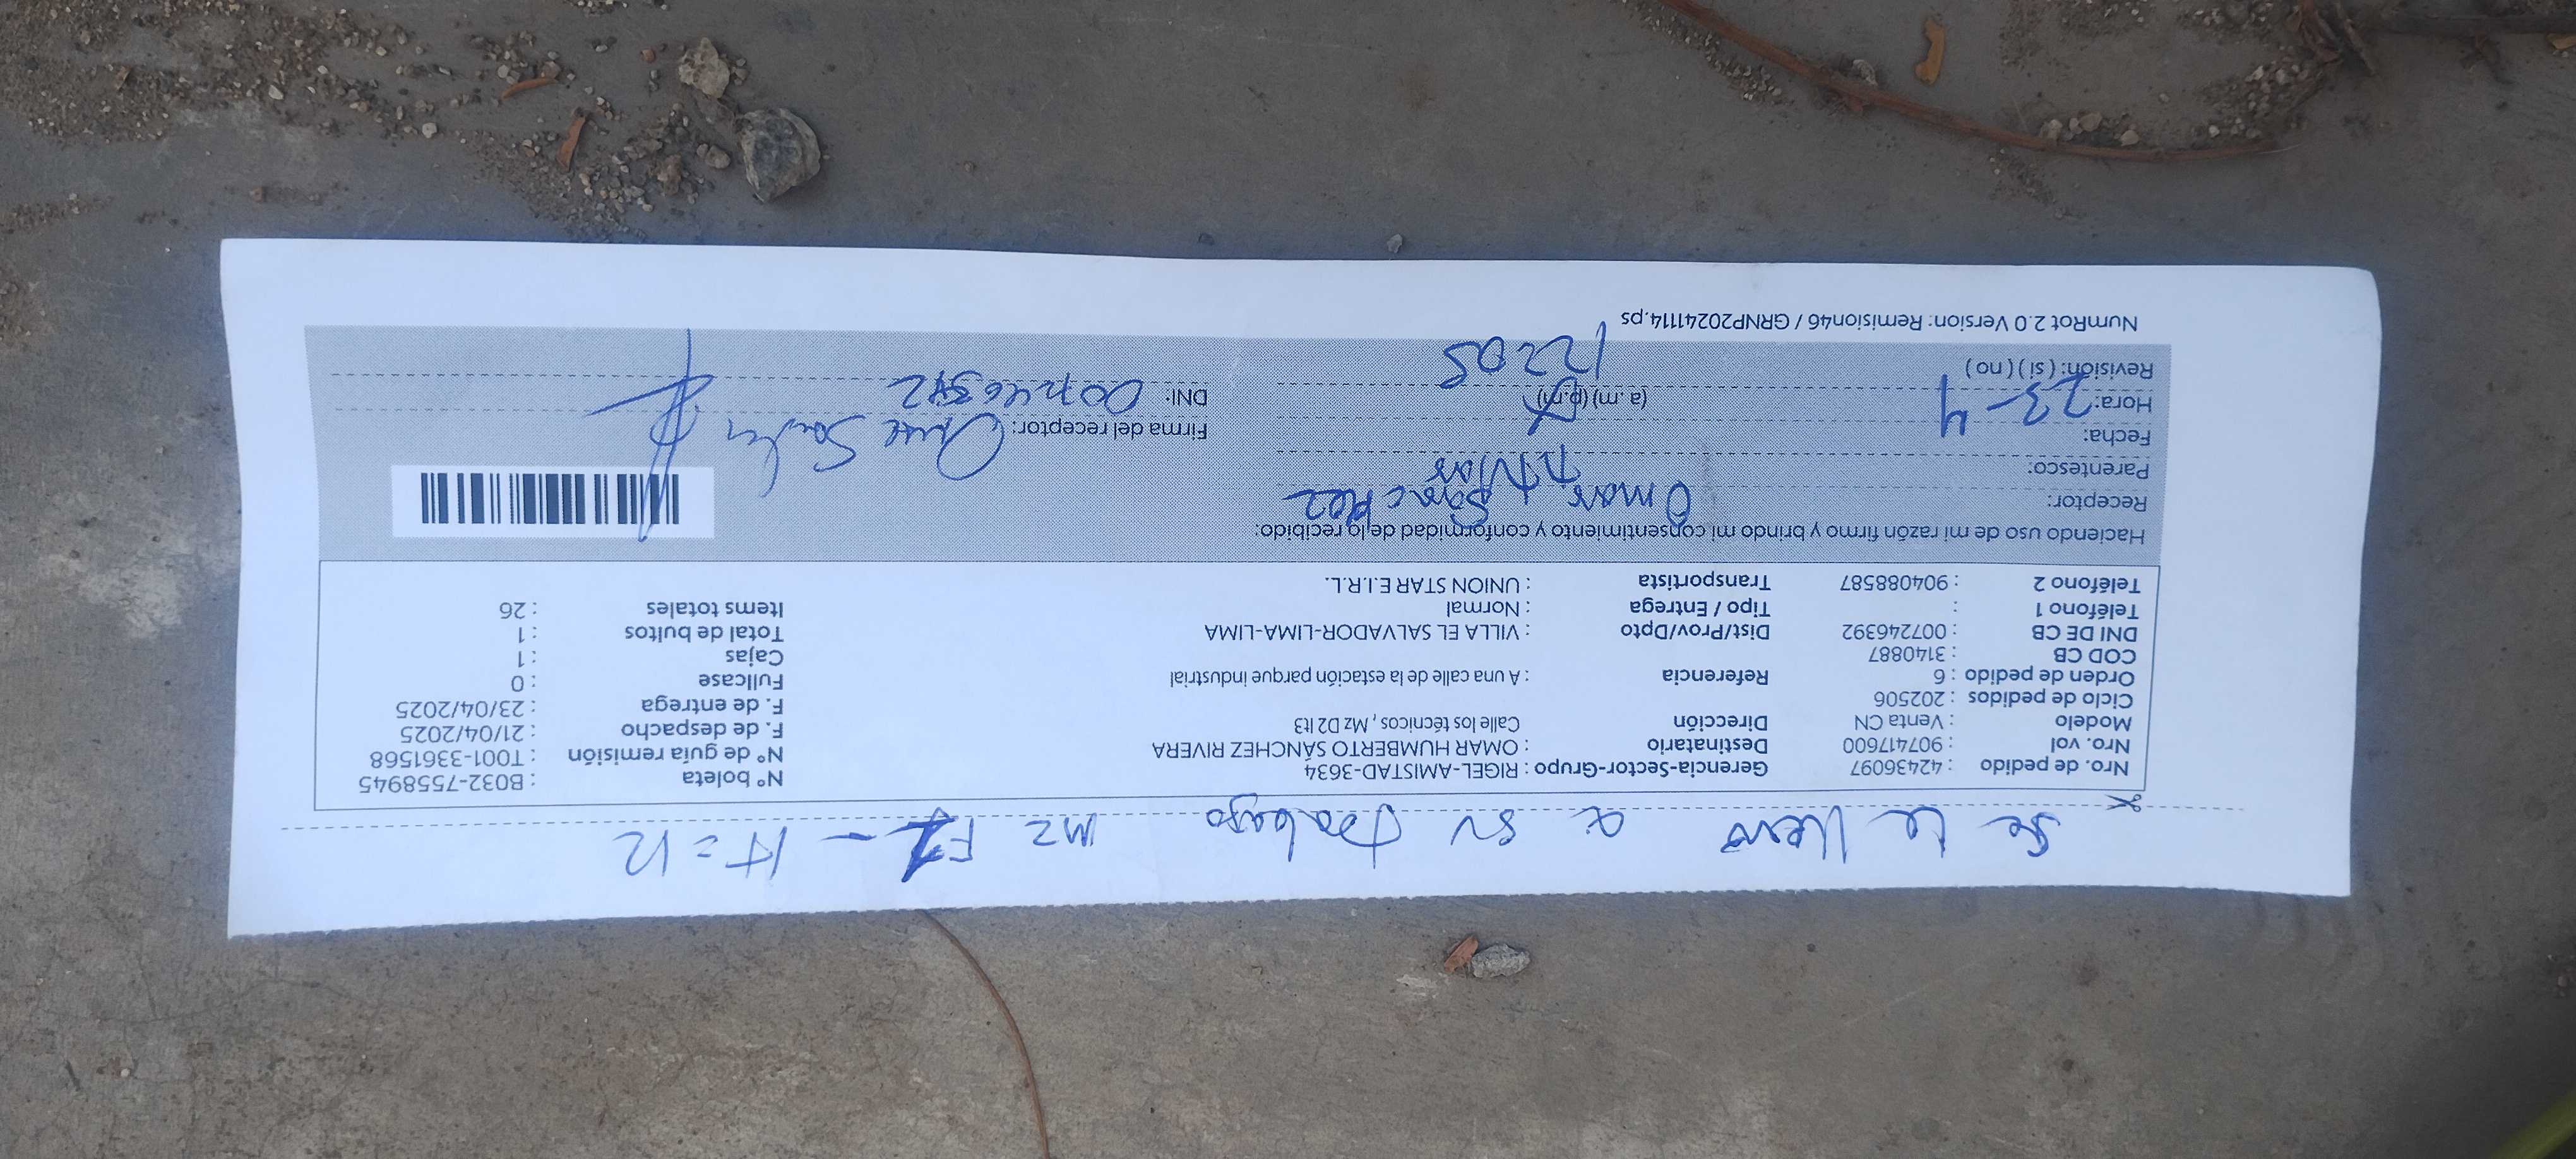 Se le llevo a su trabajo Mz F1 - lt = 12
Nro. de pedido : 42436097 Gerencia-Sector-Grupo : RIGEL-AMISTAD-3634 N° boleta : B032-7558945
Nro. vol. : 907417600 Destinatario : OMAR HUMBERTO SÁNCHEZ RIVERA N° de guía remisión : T001-3361568
Modelo : Venta CN Dirección Calle los técnicos , Mz D2 lt3 F. de despacho : 21/04/2025
Ciclo de pedidos : 202506 F. de entrega : 23/04/2025
Orden de pedido : 6 Referencia : A una calle de la estación parque industrial Fullcase : 0
COD CB : 3140887 Cajas : 1
DNI DE CB : 007246392 Dist/Prov/Dpto : VILLA EL SALVADOR-LIMA-LIMA Total de bultos : 1
Teléfono 1 : Tipo / Entrega : Normal Items totales : 26
Teléfono 2 : 904088587 Transportista : UNION STAR E.I.R.L.
Haciendo uso de mi razón firmo y brindo mi consentimiento y conformidad de lo recibido:
Receptor: Omar Sanchez
Parentesco: titular
Fecha: 23-4 Firma del receptor:
Hora: (a. m) (p.m) DNI:
Revisión: ( si ) ( no ) 1205
NumRot 2.0 Version: Remision46 / GRNP20241114.ps